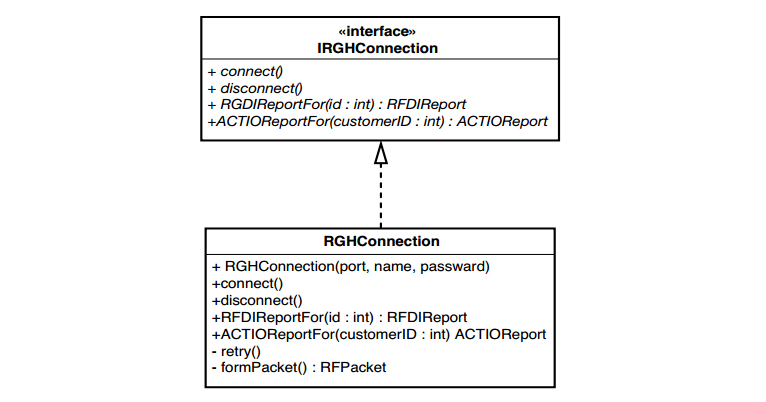 «interface»
IRGHConnection
+ connect()
+ disconnect()
+ RGDIReportFor(id : int) : RFDIReport
+ACTIOReportFor(customerID : int) : ACTIOReport
RGHConnection
+ RGHConnection(port, name, passward)
+connect()
+disconnect()
+RFDIReportFor(id : int) : RFDIReport
+ACTIOReportFor(customerID : int) ACTIOReport
- retry()
- formPacket() : RFPacket